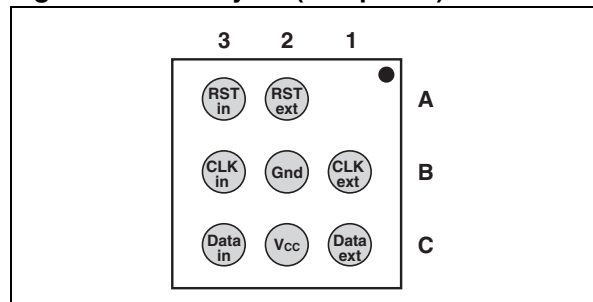 3 2 1
RST in RST ext A
CLK in Gnd CLK ext B
Data in Vcc Data ext C